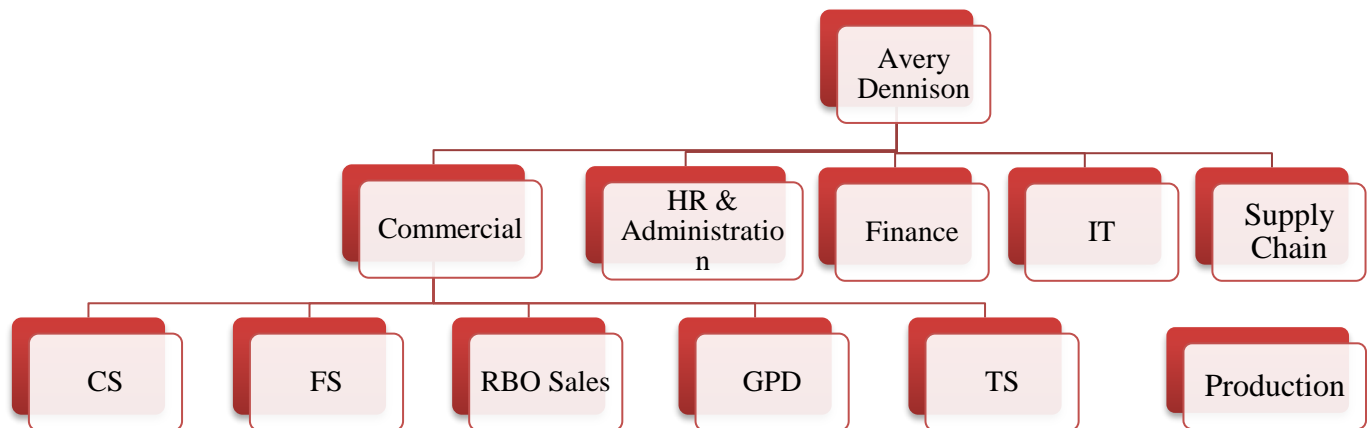 Avery
Dennison
Commercial
HR &
Administratio
n
Finance
IT
Supply
Chain
CS
FS
RBO Sales
GPD
TS
Production